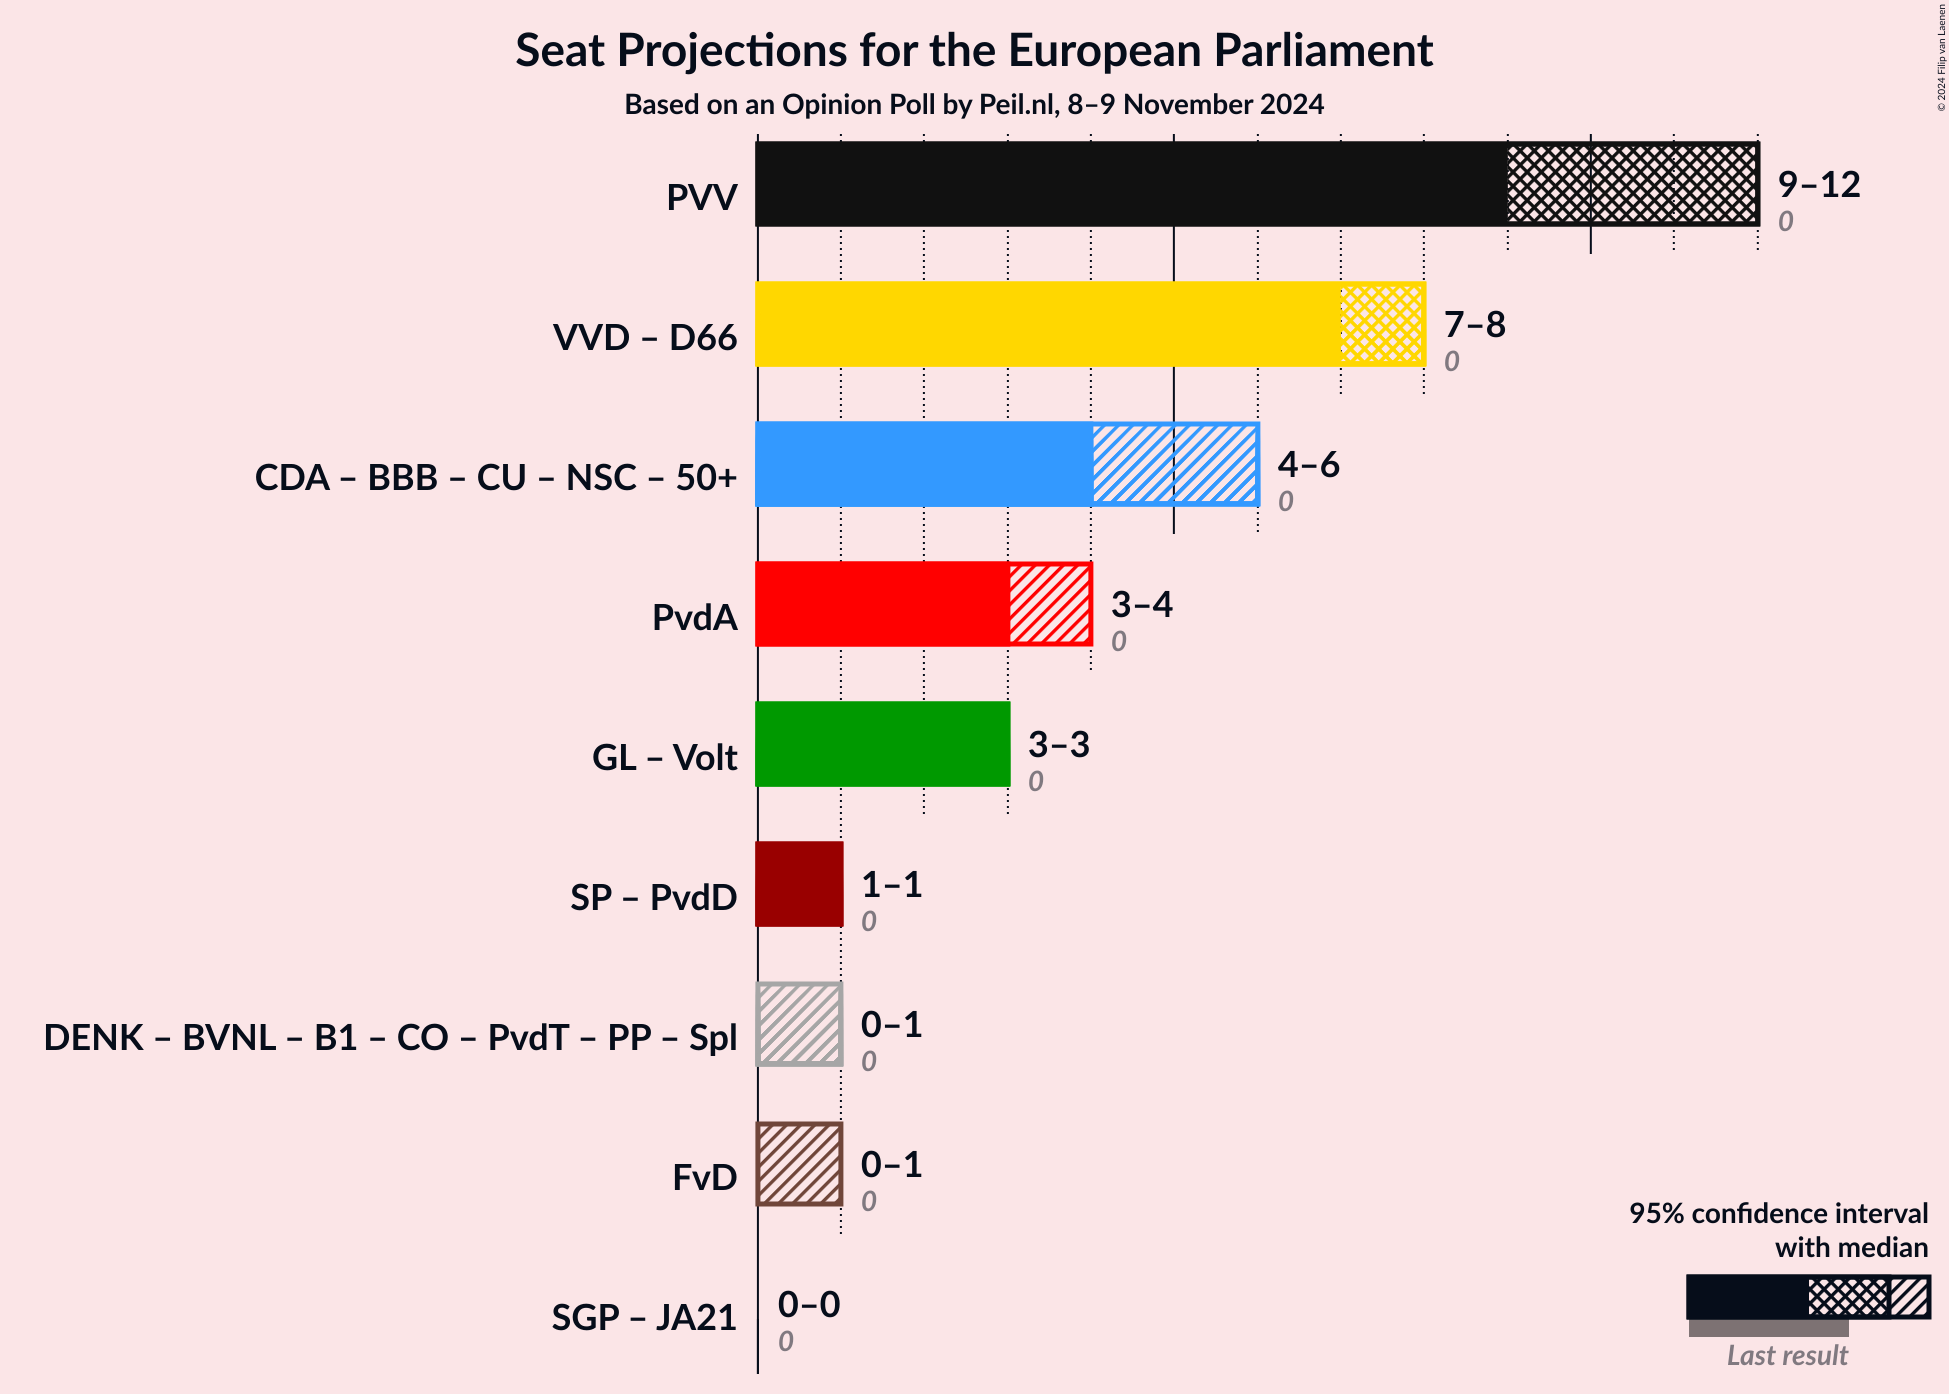 Seat Projections for the European Parliament
Based on an Opinion Poll by Peil.nl, 8–9 November 2024
© 2024 Filip van Laenen
PVV
9–12
0
VVD – D66
7–8
0
CDA – BBB – CU – NSC – 50+
4–6
0
PvdA
3–4
0
GL – Volt
3–3
0
SP – PvdD
1–1
0
DENK – BVNL – B1 – CO – PvdT – PP – Spl
0–1
0
FvD
0–1
0
SGP – JA21
0–0
0
95% confidence interval
with median
Last result